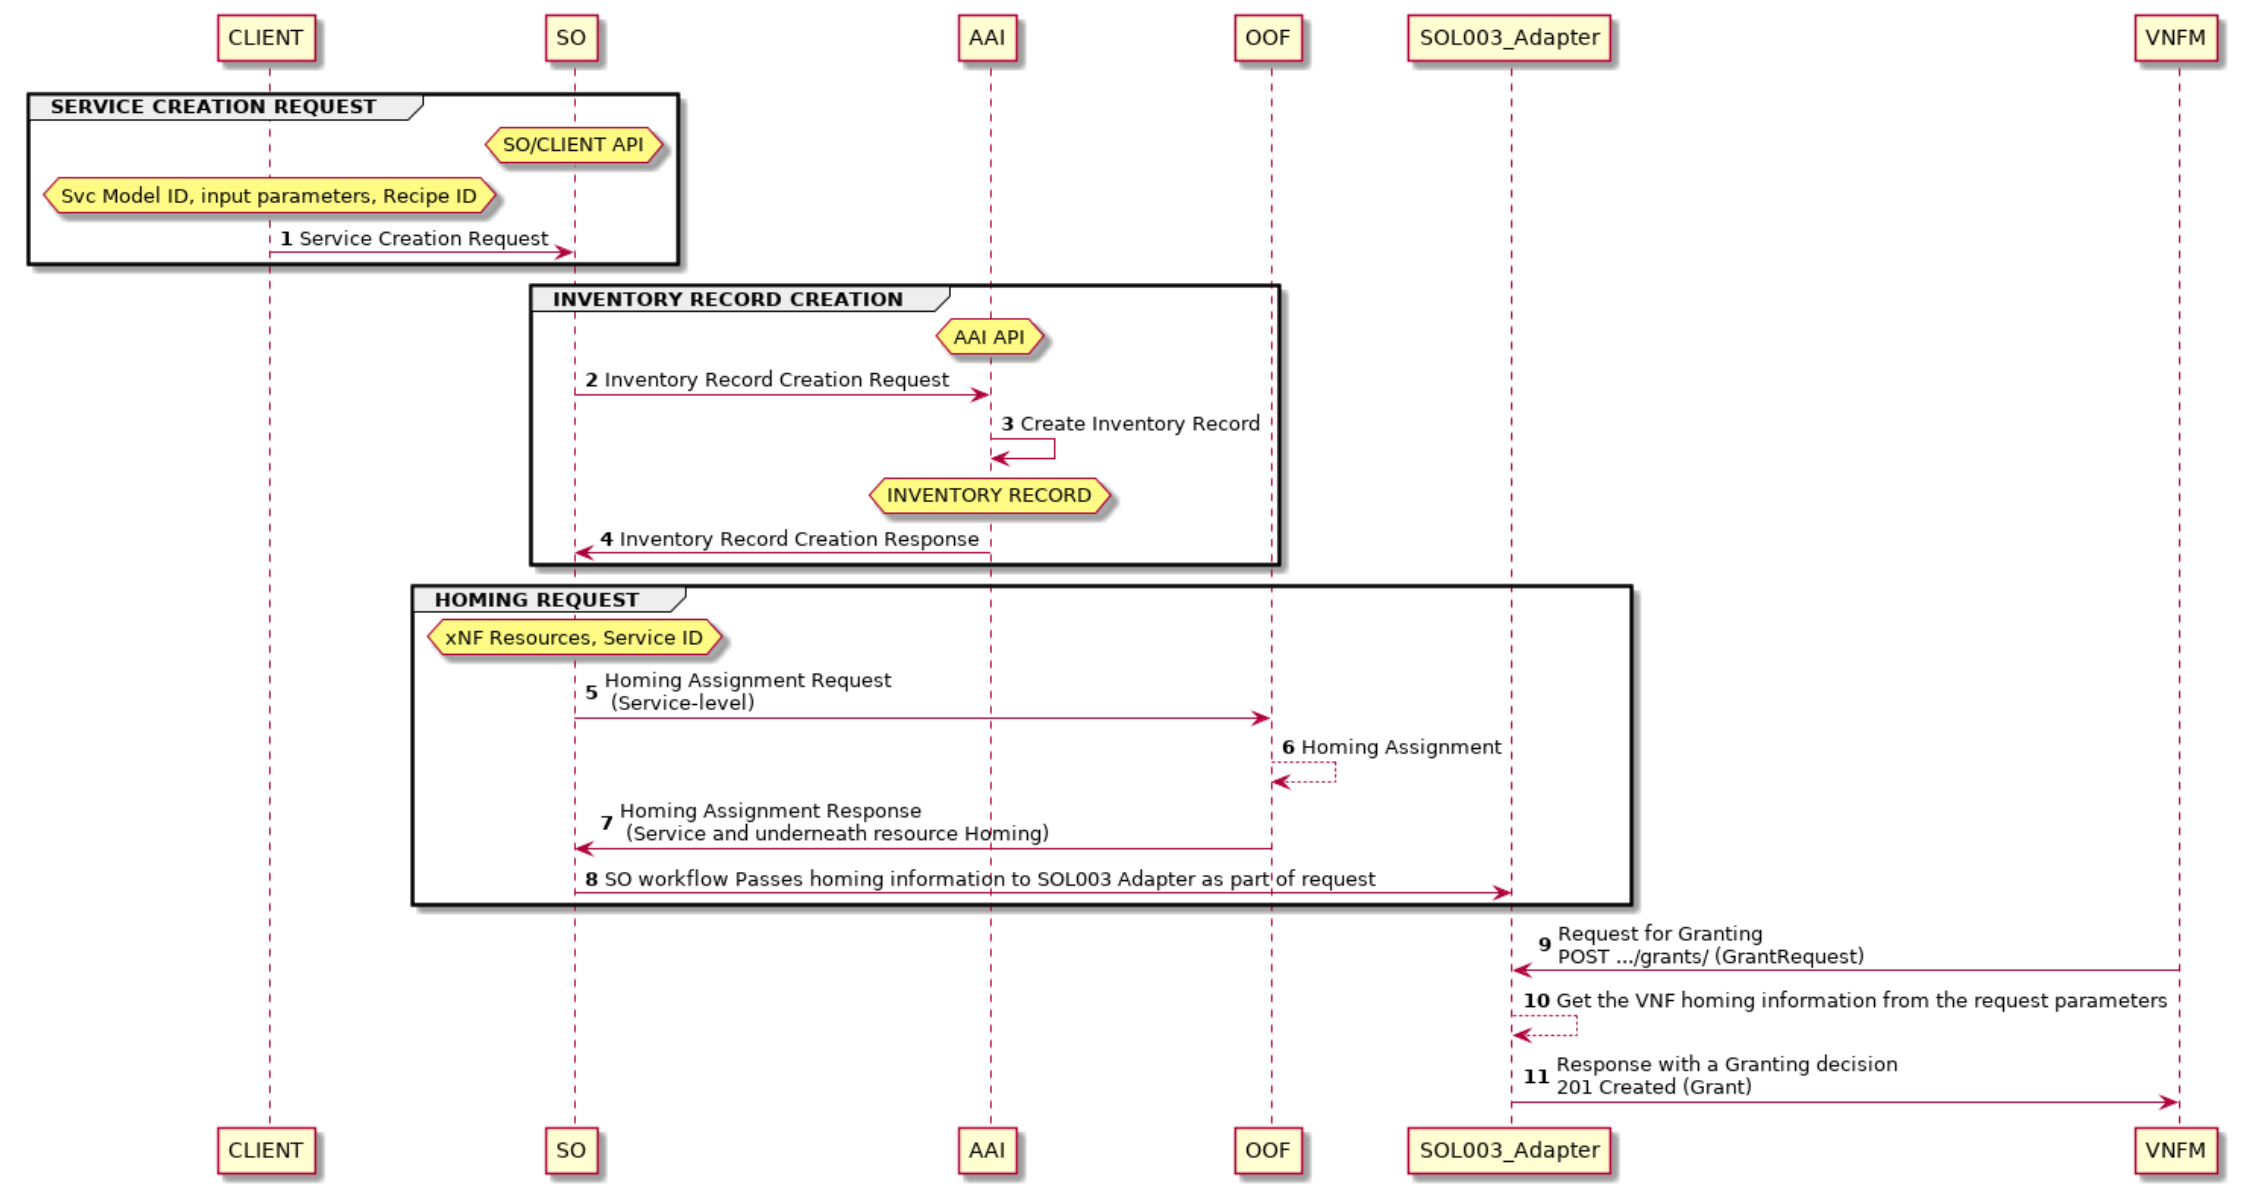 CLIENT
SO
AAI
OOF
SOL003_Adapter
VNFM
SERVICE CREATION REQUEST
SO/CLIENT API
Svc Model ID, input parameters, Recipe ID
1 Service Creation Request
INVENTORY RECORD CREATION
AAI API
2 Inventory Record Creation Request
3 Create Inventory Record
INVENTORY RECORD
4 Inventory Record Creation Response
HOMING REQUEST
xNF Resources, Service ID
5 Homing Assignment Request
(Service-level)
6 Homing Assignment
7 Homing Assignment Response
(Service and underneath resource Homing)
8 SO workflow Passes homing information to SOL003 Adapter as part of request
9 Request for Granting
POST .../grants/ (GrantRequest)
10 Get the VNF homing information from the request parameters
11 Response with a Granting decision
201 Created (Grant)
CLIENT
SO
AAI
OOF
SOL003_Adapter
VNFM